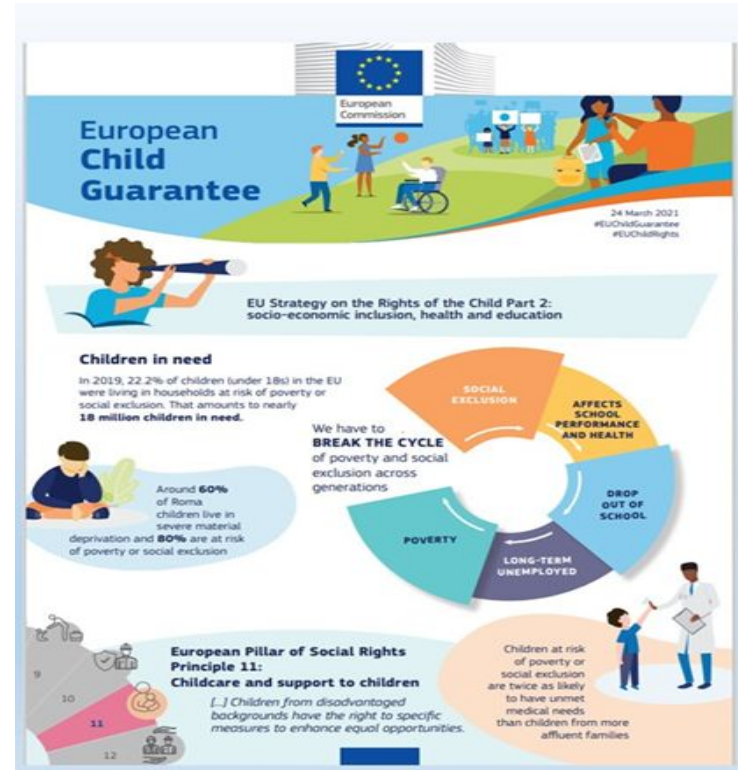 European
Commission
European
Child
Guarantee
24 March 2021
#EUChildGuarantee
#EUChildRights
EU Strategy on the Rights of the Child Part 2:
socio-economic inclusion, health and education
Children in need
In 2019, 22.2% of children (under 18s) in the EU
were living in households at risk of poverty or
social exclusion. That amounts to nearly
18 million children in need.
We have to
BREAK THE CYCLE
of poverty and social
exclusion across
generations
SOCIAL
EXCLUSION
AFFECTS
SCHOOL
PERFORMANCE
AND HEALTH
DROP
OUT OF
SCHOOL
LONG-TERM
UNEMPLOYED
POVERTY
Around 60%
of Roma
children live in
severe material
deprivation and 80% are at risk
of poverty or social exclusion
9
10
11
12
European Pillar of Social Rights
Principle 11:
Childcare and support to children
[...] Children from disadvantaged
backgrounds have the right to specific
measures to enhance equal opportunities.
Children at risk
of poverty or
social exclusion
are twice as likely
to have unmet
medical needs
than children from more
affluent families